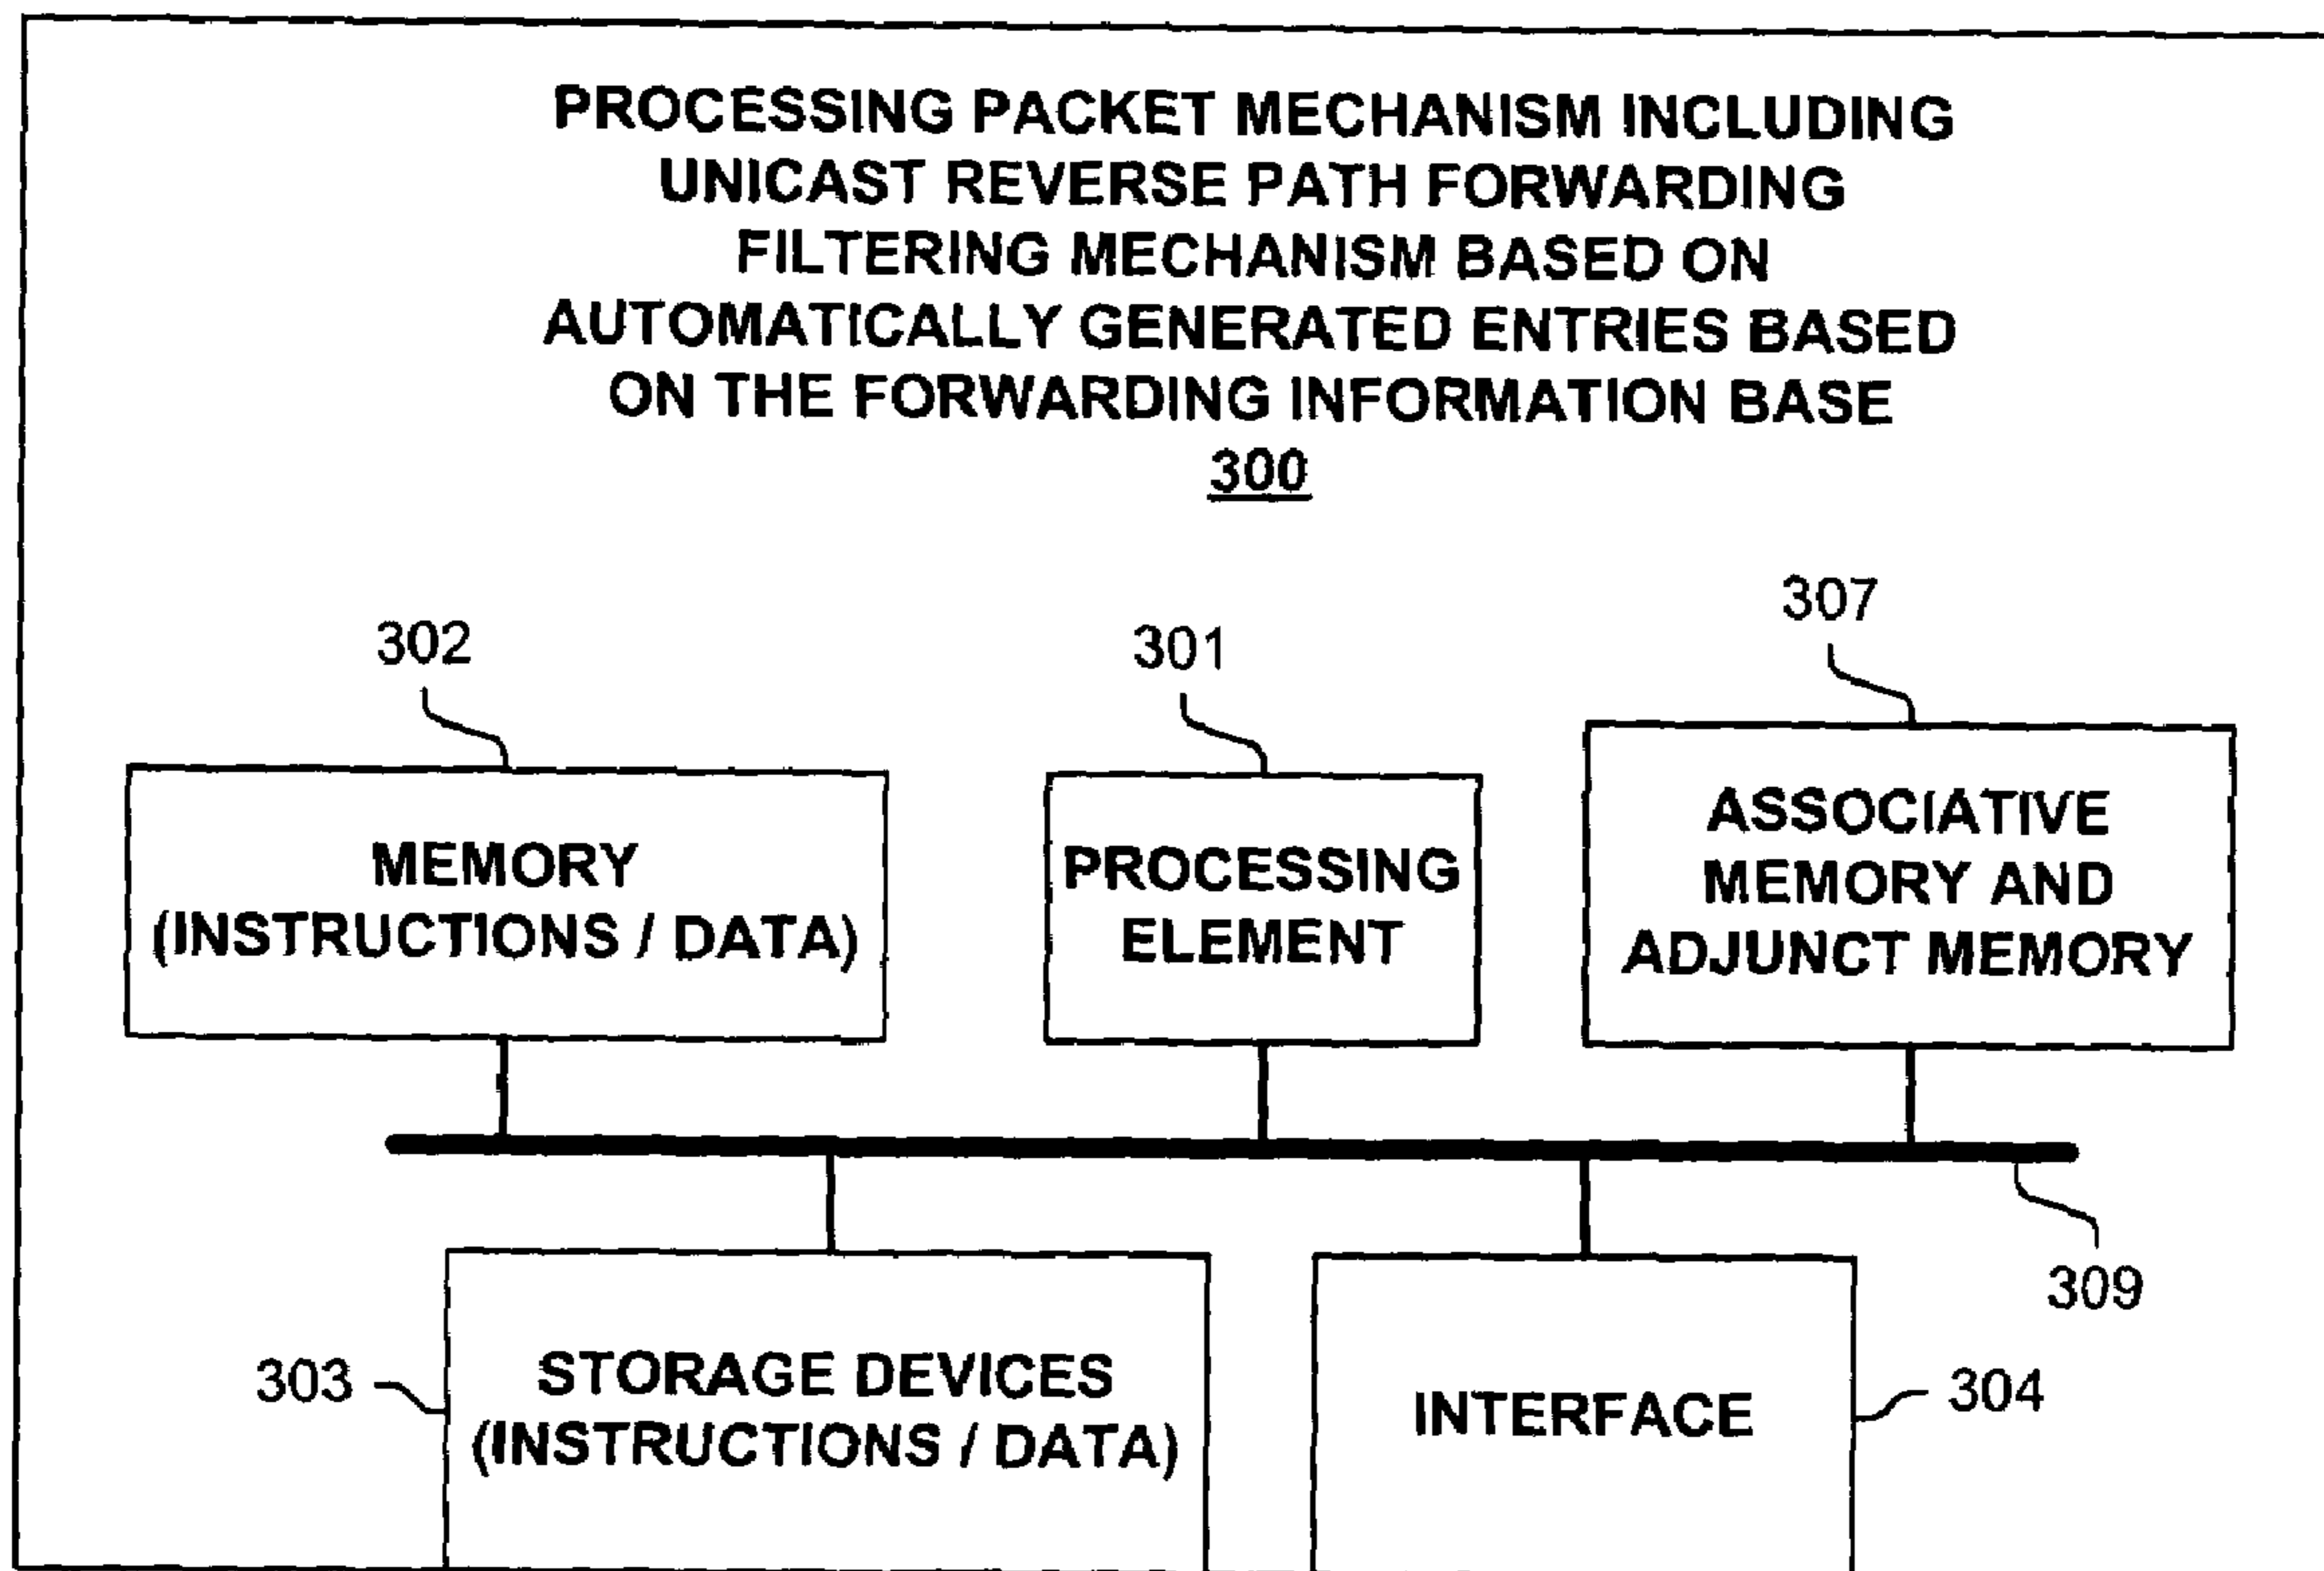 PROCESSING PACKET MECHANISM INCLUDING
UNICAST REVERSE PATH FORWARDING
FILTERING MECHANISM BASED ON
AUTOMATICALLY GENERATED ENTRIES BASED
ON THE FORWARDING INFORMATION BASE
300
302
301
307
MEMORY
(INSTRUCTIONS / DATA)
PROCESSING
ELEMENT
ASSOCIATIVE
MEMORY AND
ADJUNCT MEMORY
309
303
STORAGE DEVICES
(INSTRUCTIONS / DATA)
INTERFACE
304